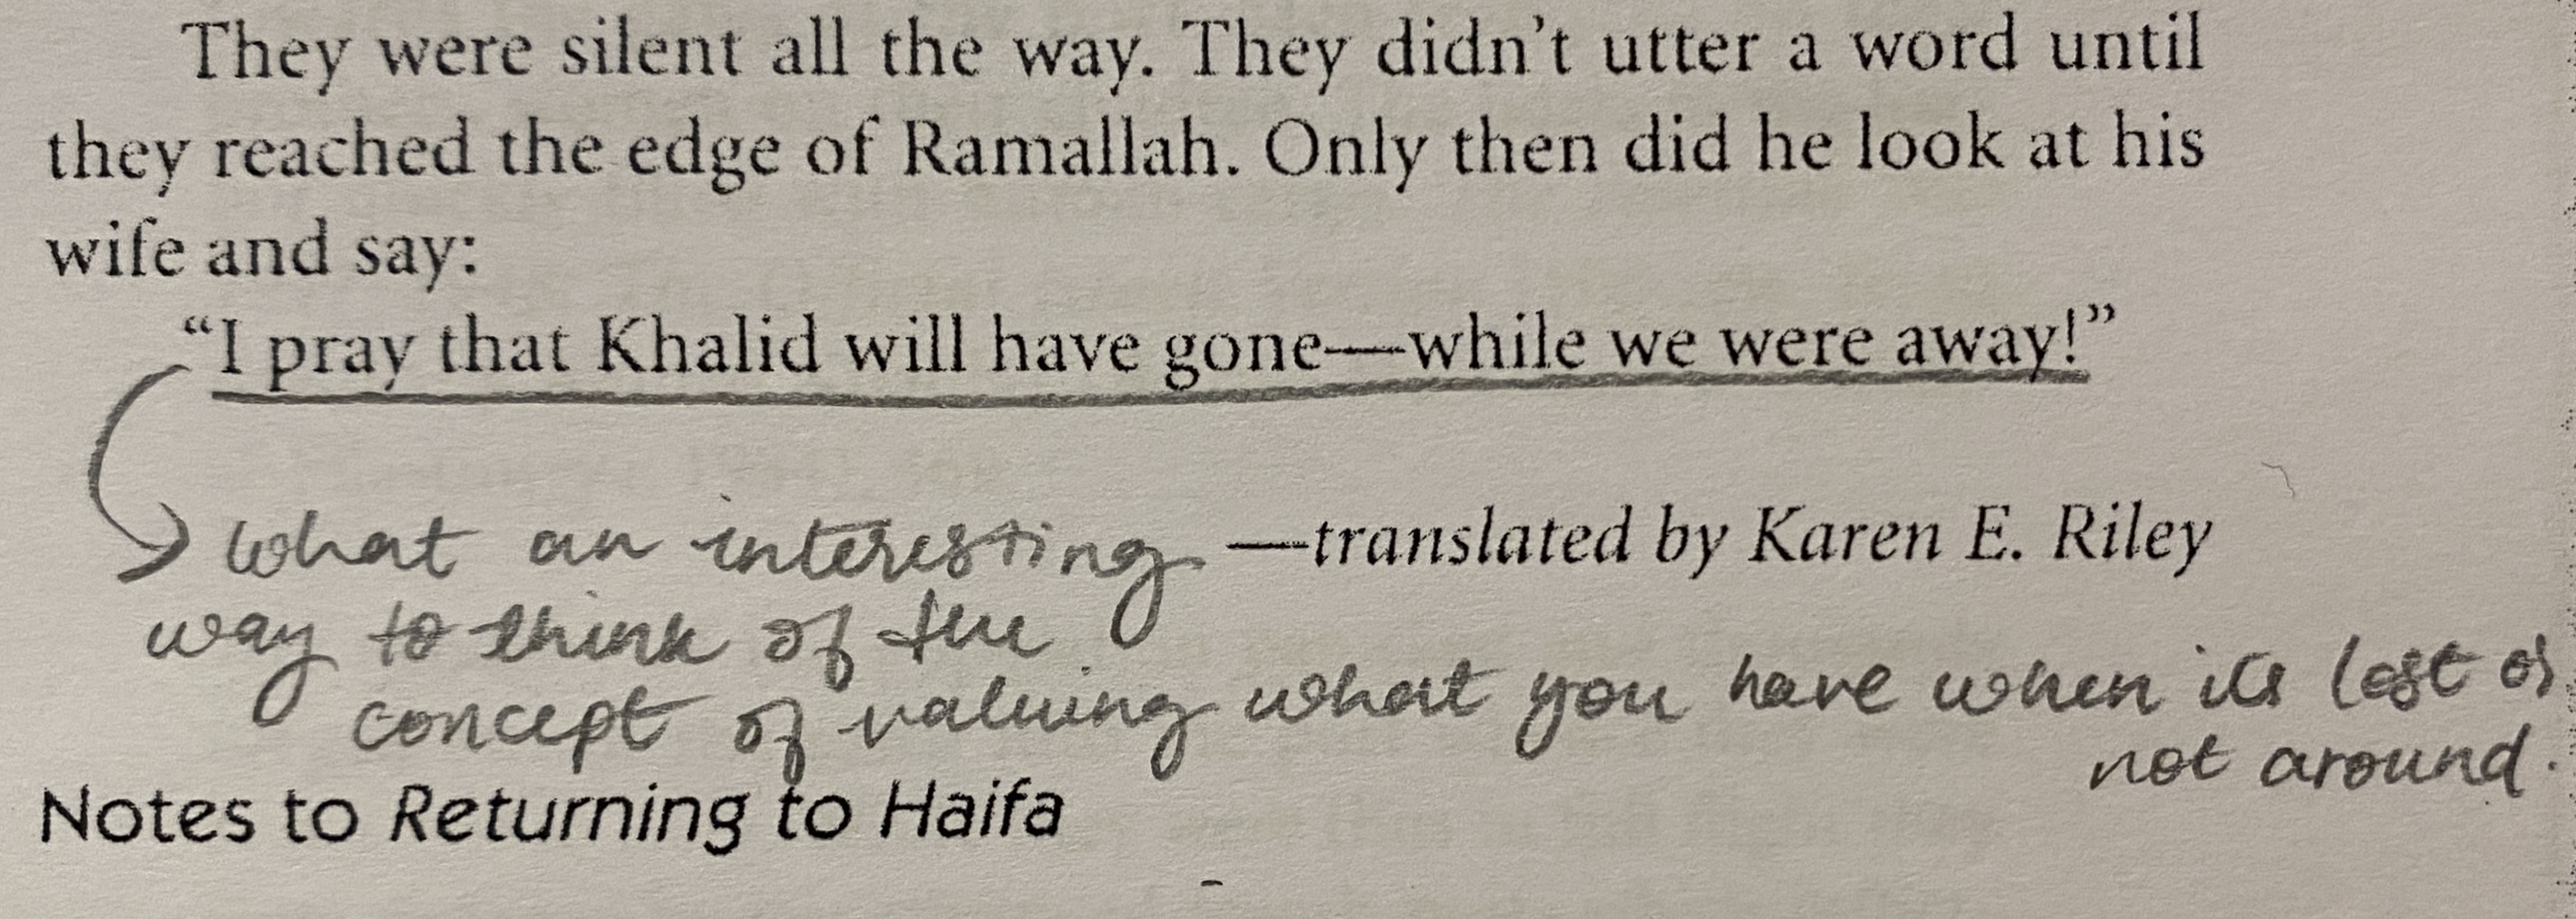 They were silent all the way. They didn't utter a word until
they reached the edge of Ramallah. Only then did he look at his
wife and say:
“I pray that Khalid will have gone—while we were away!”
What an interesting
—translated by Karen E. Riley
way to think of the
concept of valuing what you have when its lost or
not around.
Notes to Returning to Haifa